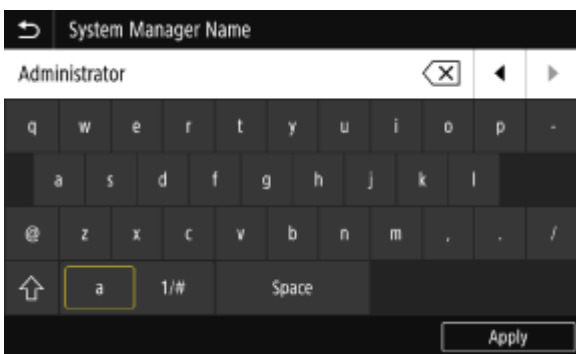 System Manager Name
Administrator
q w e r t y u i o p -
a s d f g h j k l
@ z x c v b n m , . /
a 1/# Space
Apply